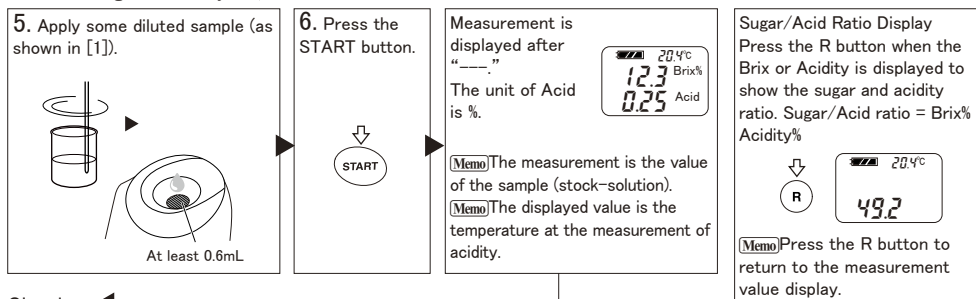 5. Apply some diluted sample (as
shown in [1]).
At least 0.6mL
6. Press the
START button.
START
Measurement is
displayed after
“---.”
The unit of Acid
is %.
20.4℃
12.3 Brix%
0.25 Acid
Memo The measurement is the value
of the sample (stock-solution).
Memo The displayed value is the
temperature at the measurement of
acidity.
Sugar/Acid Ratio Display
Press the R button when the
Brix or Acidity is displayed to
show the sugar and acidity
ratio. Sugar/Acid ratio = Brix%
Acidity%
R
20.4℃
49.2
Memo Press the R button to
return to the measurement
value display.